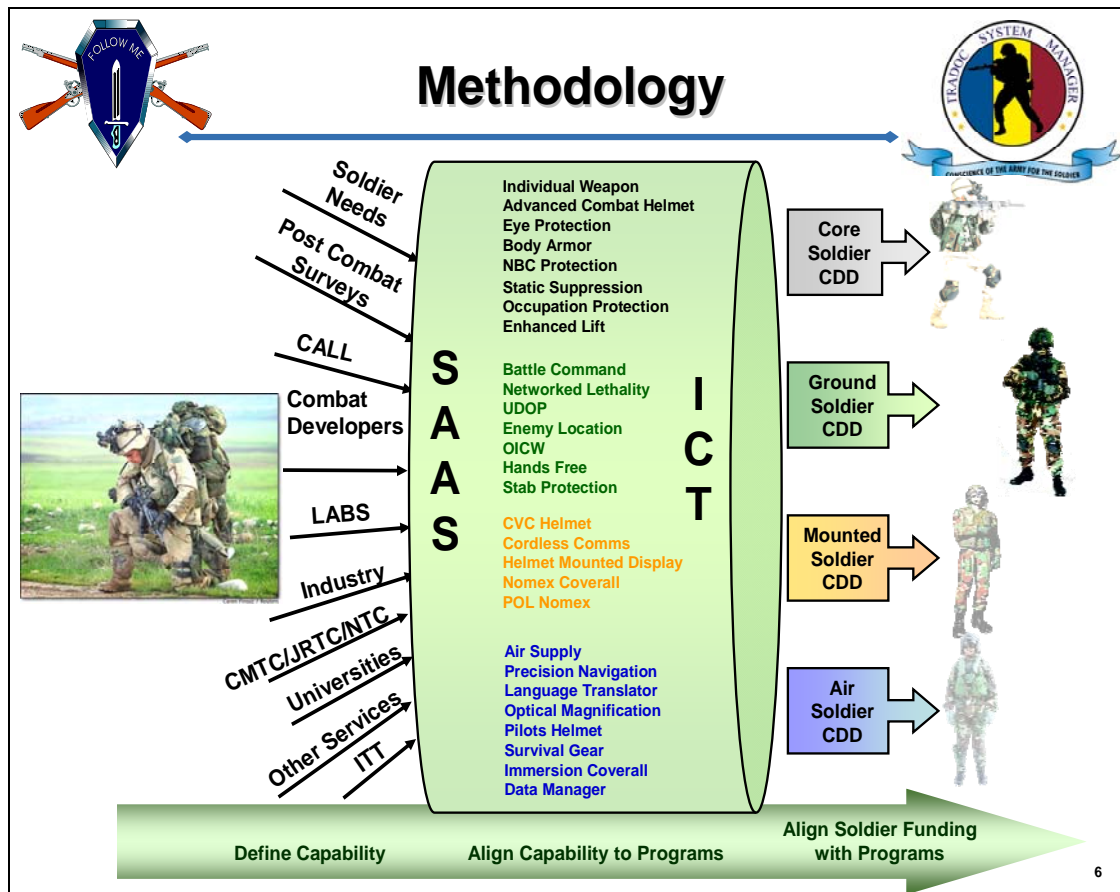 FOLLOW ME
Methodology
TRADOC SYSTEM MANAGER
CONSCIENCE OF THE ARMY FOR THE SOLDIER
Soldier
Needs
Post Combat
Surveys
CALL
Combat
Developers
LABS
Industry
CMTC/JRTC/NTC
Universities
Other Services
ITT
S
A
A
S
Individual Weapon
Advanced Combat Helmet
Eye Protection
Body Armor
NBC Protection
Static Suppression
Occupation Protection
Enhanced Lift
Battle Command
Networked Lethality
UDOP
Enemy Location
OICW
Hands Free
Stab Protection
CVC Helmet
Cordless Comms
Helmet Mounted Display
Nomex Coverall
POL Nomex
Air Supply
Precision Navigation
Language Translator
Optical Magnification
Pilots Helmet
Survival Gear
Immersion Coverall
Data Manager
I
C
T
Core
Soldier
CDD
Ground
Soldier
CDD
Mounted
Soldier
CDD
Air
Soldier
CDD
Define Capability
Align Capability to Programs
Align Soldier Funding
with Programs
6